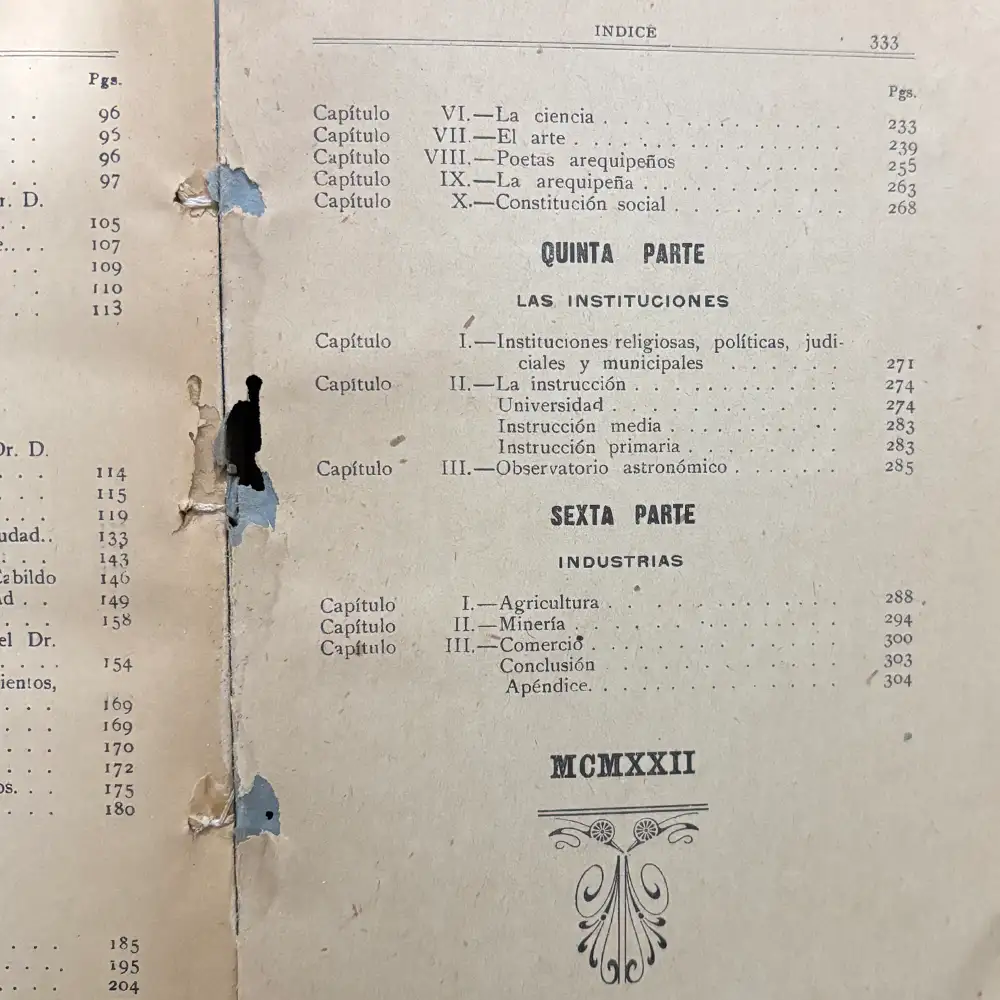 Pgs.
96
95
96
97
r. D.
105
107
109
110
113
Dr. D.
114
115
119
udad..
133
143
Cabildo 146
ad . . 149
158
el Dr.
154
ientos,
169
169
170
172
os. . . 175
180
185
195
204
INDICE 333
Pgs.
Capítulo VI.—La ciencia . . . . . . . . . . . . 233
Capítulo VII.—El arte . . . . . . . . . . . . . 239
Capítulo VIII.—Poetas arequipeños . . . . . . . 255
Capítulo IX.—La arequipeña . . . . . . . . . . 263
Capítulo X.—Constitución social . . . . . . . . . 268
QUINTA PARTE
LAS INSTITUCIONES
Capítulo I.—Instituciones religiosas, políticas, judi-
ciales y municipales . . . . . . 271
Capítulo II.—La instrucción . . . . . . . . . . . 274
Universidad . . . . . . . . . . . . 274
Instrucción media . . . . . . . . . 283
Instrucción primaria . . . . . . . . 283
Capítulo III.—Observatorio astronómico . . . . . . . 285
SEXTA PARTE
INDUSTRIAS
Capítulo I.—Agricultura . . . . . . . . . . . . 288
Capítulo II.—Minería . . . . . . . . . . . . . 294
Capítulo III.—Comercio . . . . . . . . . . . . . 300
Conclusión . . . . . . . . . . . . 303
Apéndice. . . . . . . . . . . . . 304
MCMXXII